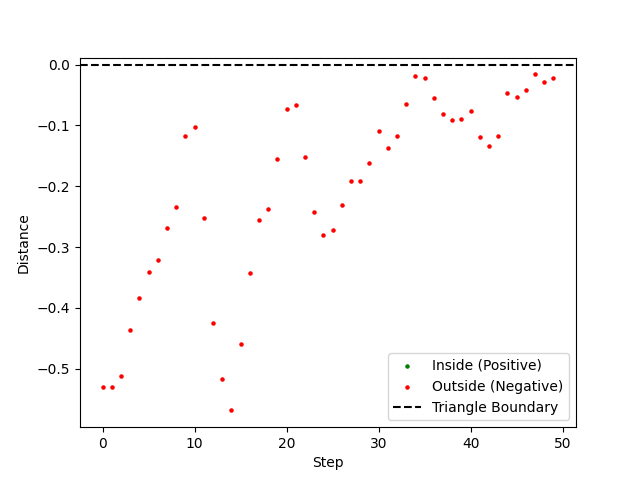 0.0
−0.1
−0.2
−0.3
−0.4
−0.5
Distance
0 10 20 30 40 50
Step
Inside (Positive)
Outside (Negative)
Triangle Boundary